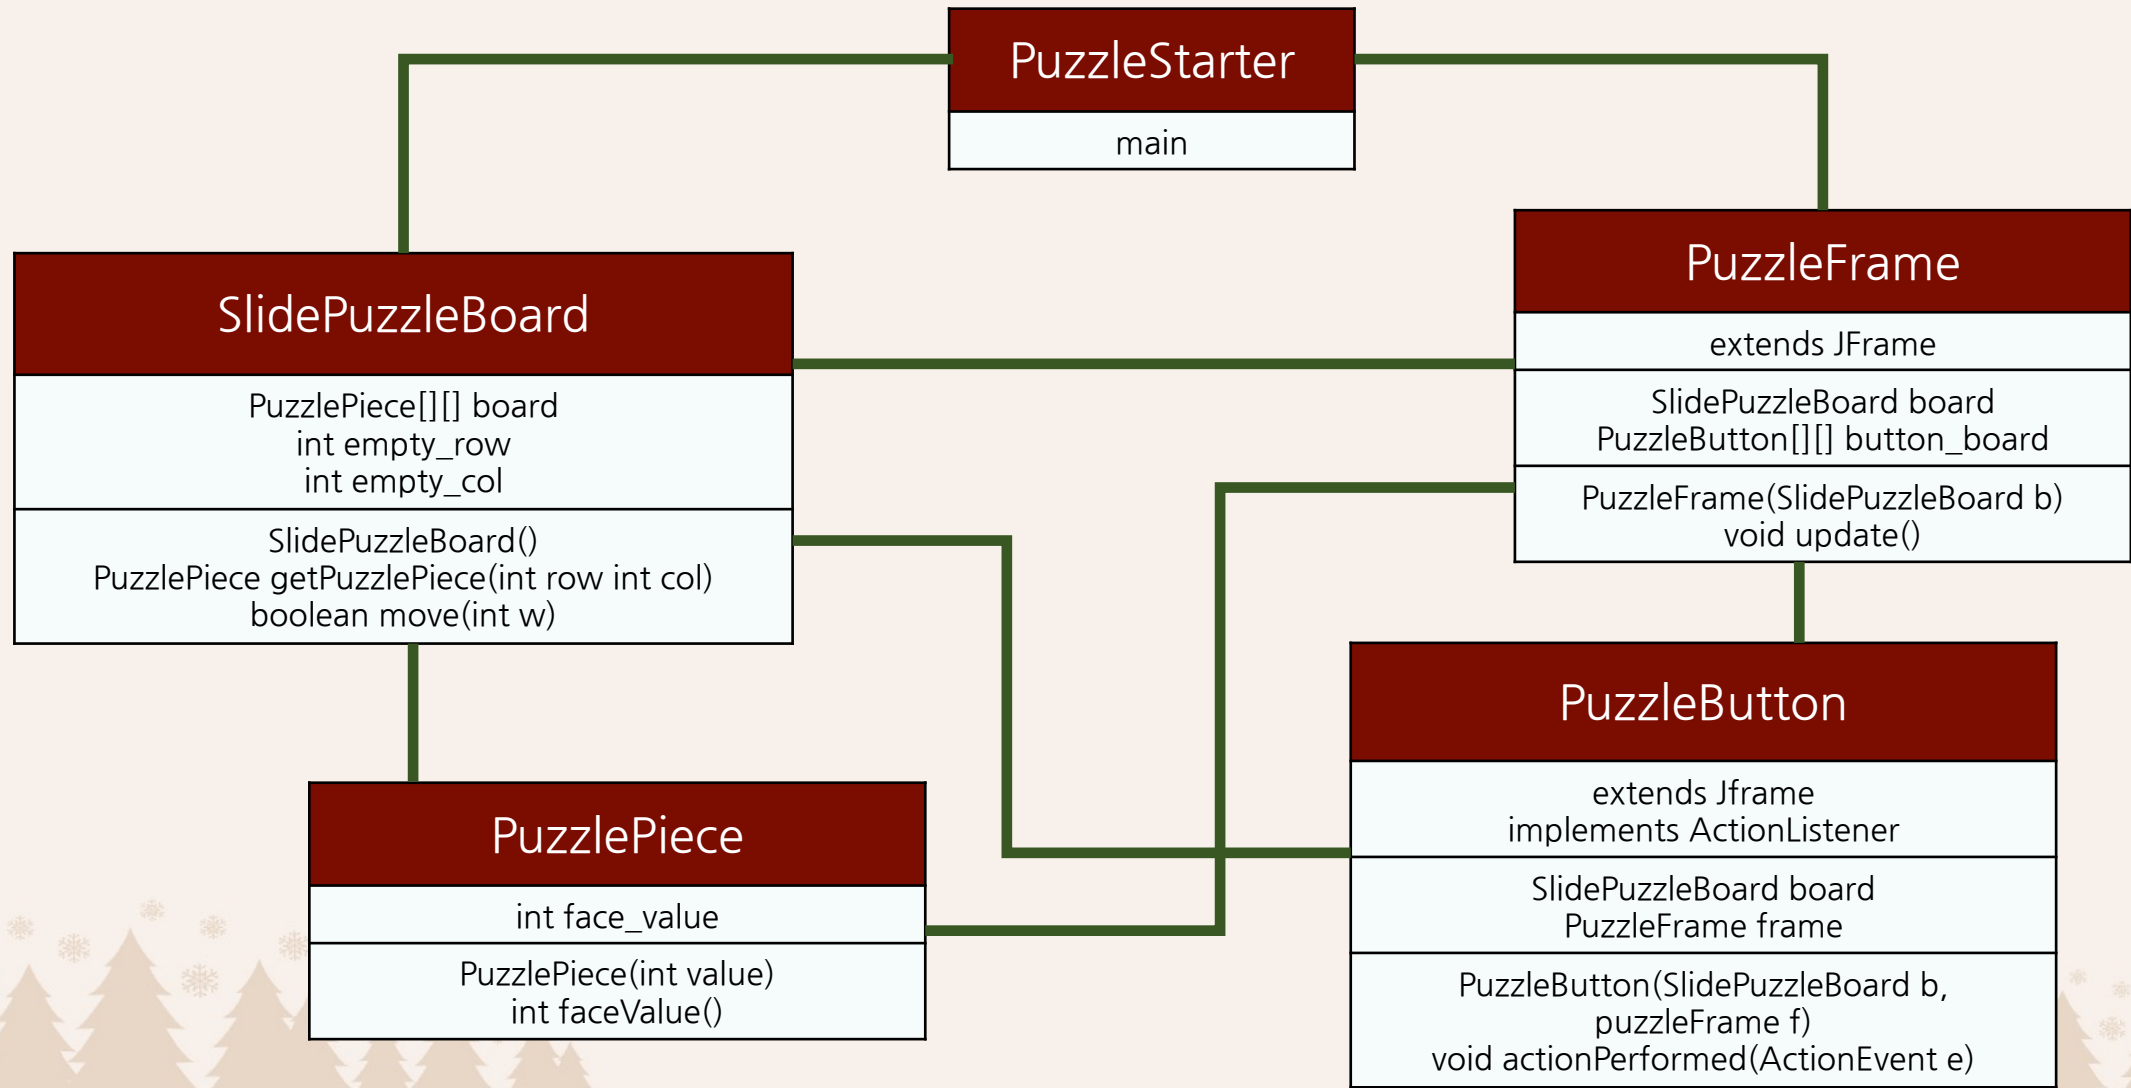 PuzzleStarter
main
SlidePuzzleBoard
PuzzlePiece[][] board
int empty_row
int empty_col
SlidePuzzleBoard()
PuzzlePiece getPuzzlePiece(int row int col)
boolean move(int w)
PuzzleFrame
extends JFrame
SlidePuzzleBoard board
PuzzleButton[][] button_board
PuzzleFrame(SlidePuzzleBoard b)
void update()
PuzzlePiece
int face_value
PuzzlePiece(int value)
int faceValue()
PuzzleButton
extends Jframe
implements ActionListener
SlidePuzzleBoard board
PuzzleFrame frame
PuzzleButton(SlidePuzzleBoard b,
puzzleFrame f)
void actionPerformed(ActionEvent e)